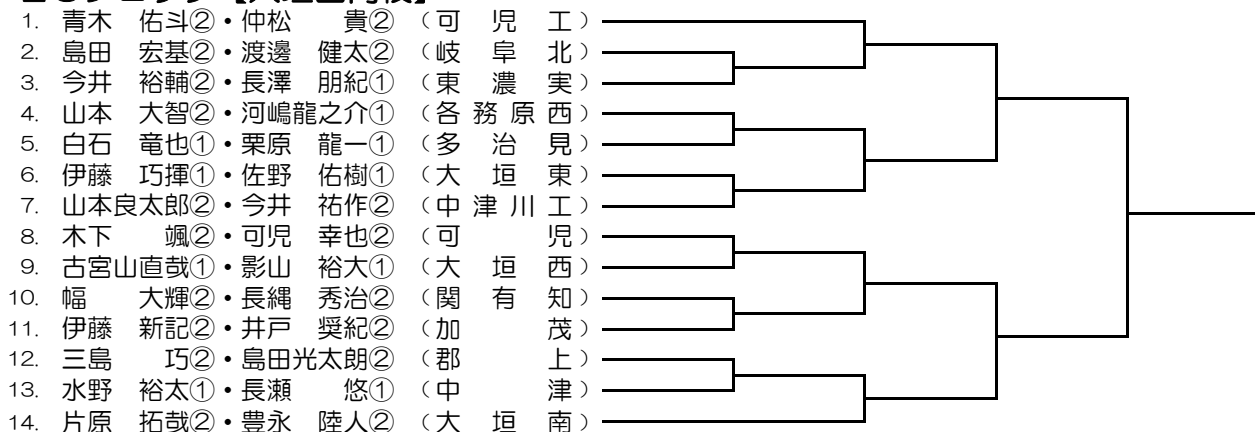 1. 青木 佑斗②・仲松 貴② (可児工)
2. 島田 宏基②・渡邊 健太② (岐阜北)
3. 今井 裕輔②・長澤 朋紀① (東濃実)
4. 山本 大智②・河嶋龍之介① (各務原西)
5. 白石 竜也①・栗原 龍一① (多治見)
6. 伊藤 巧揮①・佐野 佑樹① (大垣東)
7. 山本良太郎②・今井 祐作② (中津川工)
8. 木下 颯②・可児 幸也② (可児)
9. 古宮山直哉①・影山 裕大① (大垣西)
10. 幅 大輝②・長縄 秀治② (関有知)
11. 伊藤 新記②・井戸 奨紀② (加茂)
12. 三島 巧②・島田光太朗② (郡上)
13. 水野 裕太①・長瀬 悠① (中津)
14. 片原 拓哉②・豊永 陸人② (大垣南)